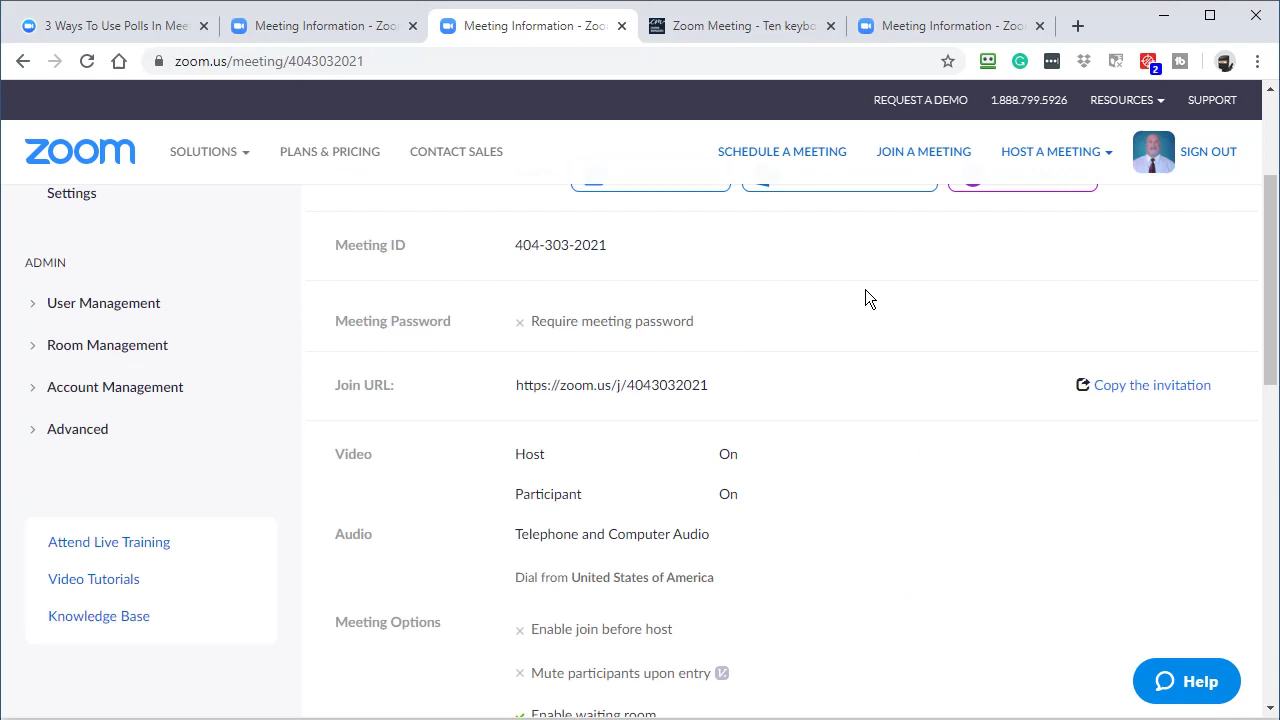 3 Ways To Use Polls In Mee
Meeting Information - Zoo
Meeting Information - Zoo
Zoom Meeting - Ten keybo
Meeting Information - Zoo
zoom.us/meeting/4043032021
2
REQUEST A DEMO
1.888.799.5926
RESOURCES
SUPPORT
zoom
SOLUTIONS
PLANS & PRICING
CONTACT SALES
SCHEDULE A MEETING
JOIN A MEETING
HOST A MEETING
SIGN OUT
Settings
ADMIN
User Management
Room Management
Account Management
Advanced
Attend Live Training
Video Tutorials
Knowledge Base
Meeting ID
404-303-2021
Meeting Password
Require meeting password
Join URL:
https://zoom.us/j/4043032021
Copy the invitation
Video
Host
On
Participant
On
Audio
Telephone and Computer Audio
Dial from United States of America
Meeting Options
Enable join before host
Mute participants upon entry
Enable waiting room
Help